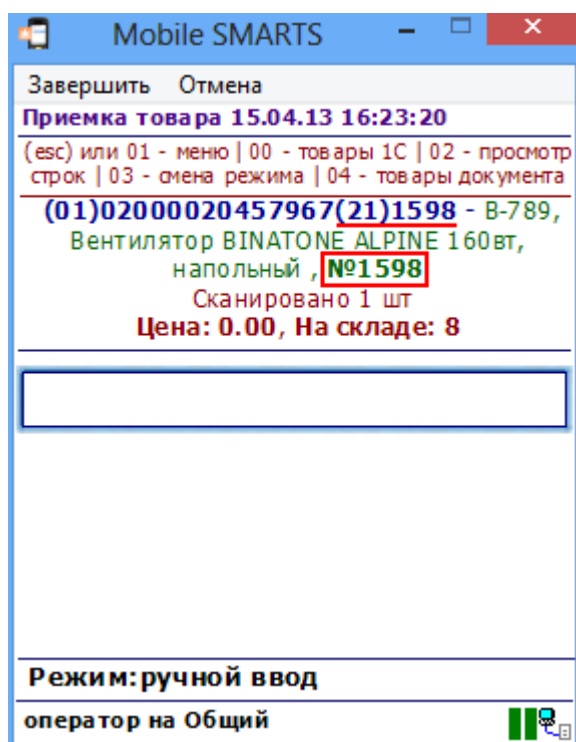 Mobile SMARTS
Завершить Отмена
Приемка товара 15.04.13 16:23:20
(esc) или 01 - меню | 00 - товары 1С | 02 - просмотр
строк | 03 - смена режима | 04 - товары документа
(01)02000020457967(21)1598 - В-789,
Вентилятор BINATONE ALPINE 160вт,
напольный , №1598
Сканировано 1 шт
Цена: 0.00, На складе: 8
Режим:ручной ввод
оператор на Общий